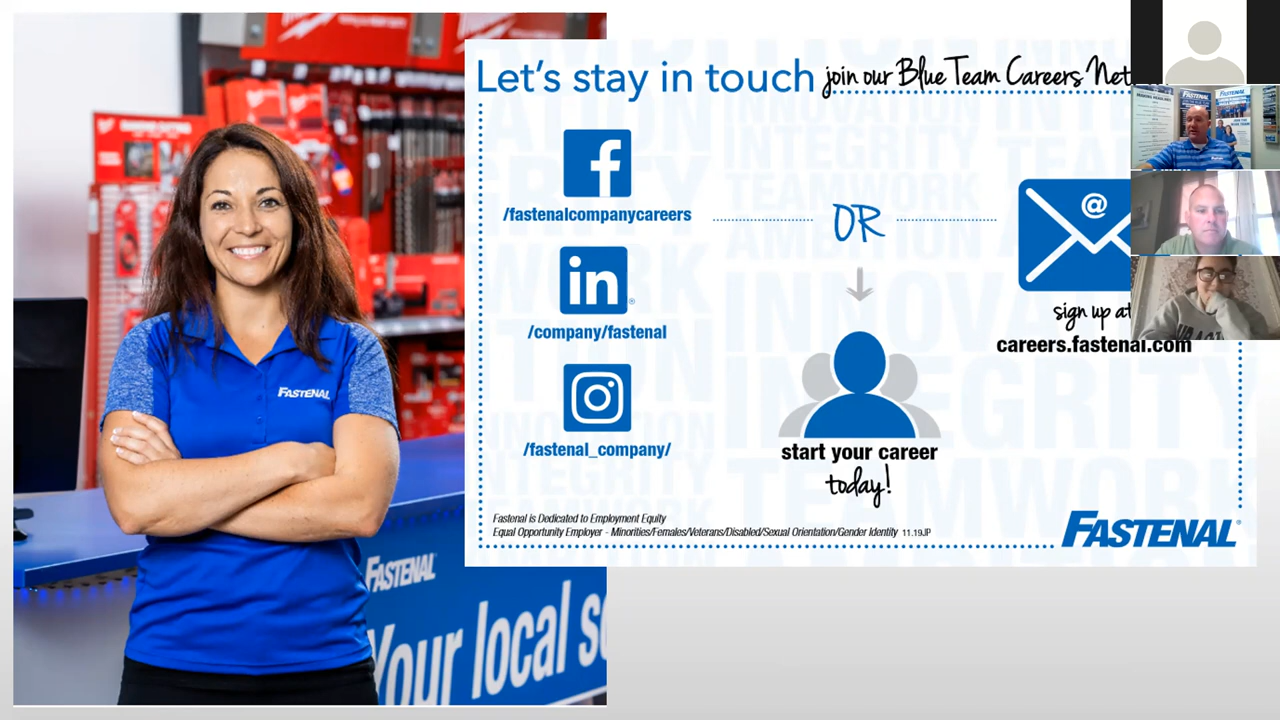 Let's stay in touch join our Blue Team Careers Net
/fastenalcompanycareers
OR
@
sign up at
careers.fastenal.com
in
/company/fastenal
/fastenal_company/
start your career
today!
Fastenal is Dedicated to Employment Equity
Equal Opportunity Employer - Minorities/Females/Veterans/Disabled/Sexual Orientation/Gender Identity 11.19JP
FASTENAL
FASTENAL
FASTENAL
Your local s